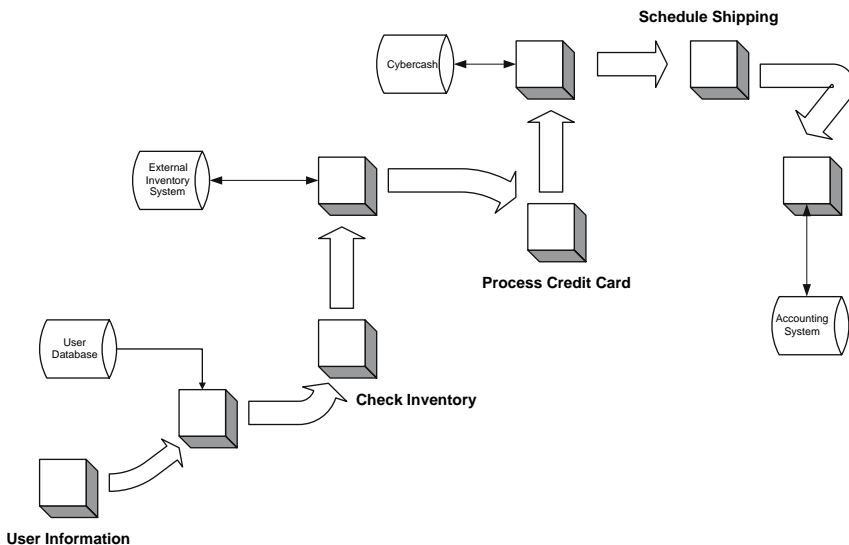 Schedule Shipping
Cybercash
External
Inventory
System
Process Credit Card
Accounting
System
User
Database
Check Inventory
User Information